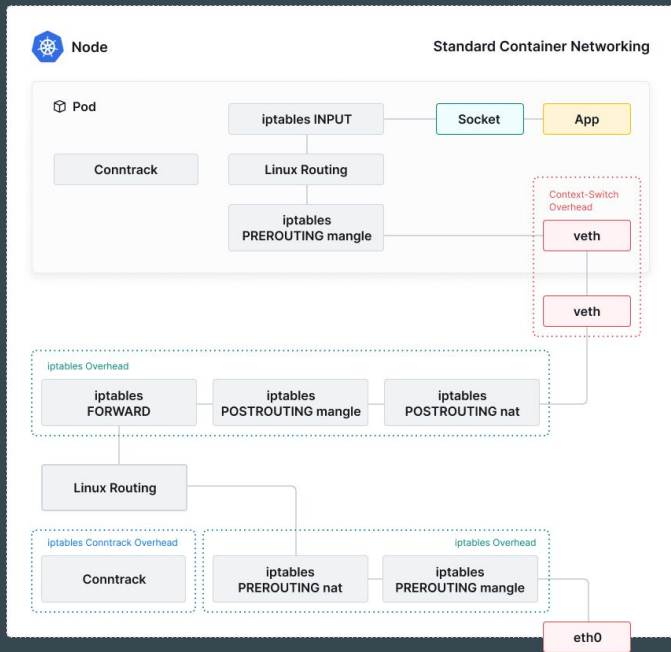 Node
Standard Container Networking
Pod
iptables INPUT
Socket
App
Conntrack
Linux Routing
Context-Switch
Overhead
iptables
PREROUTING mangle
veth
veth
iptables Overhead
iptables
FORWARD
iptables
POSTROUTING mangle
iptables
POSTROUTING nat
Linux Routing
iptables Conntrack Overhead
iptables Overhead
Conntrack
iptables
PREROUTING nat
iptables
PREROUTING mangle
eth0